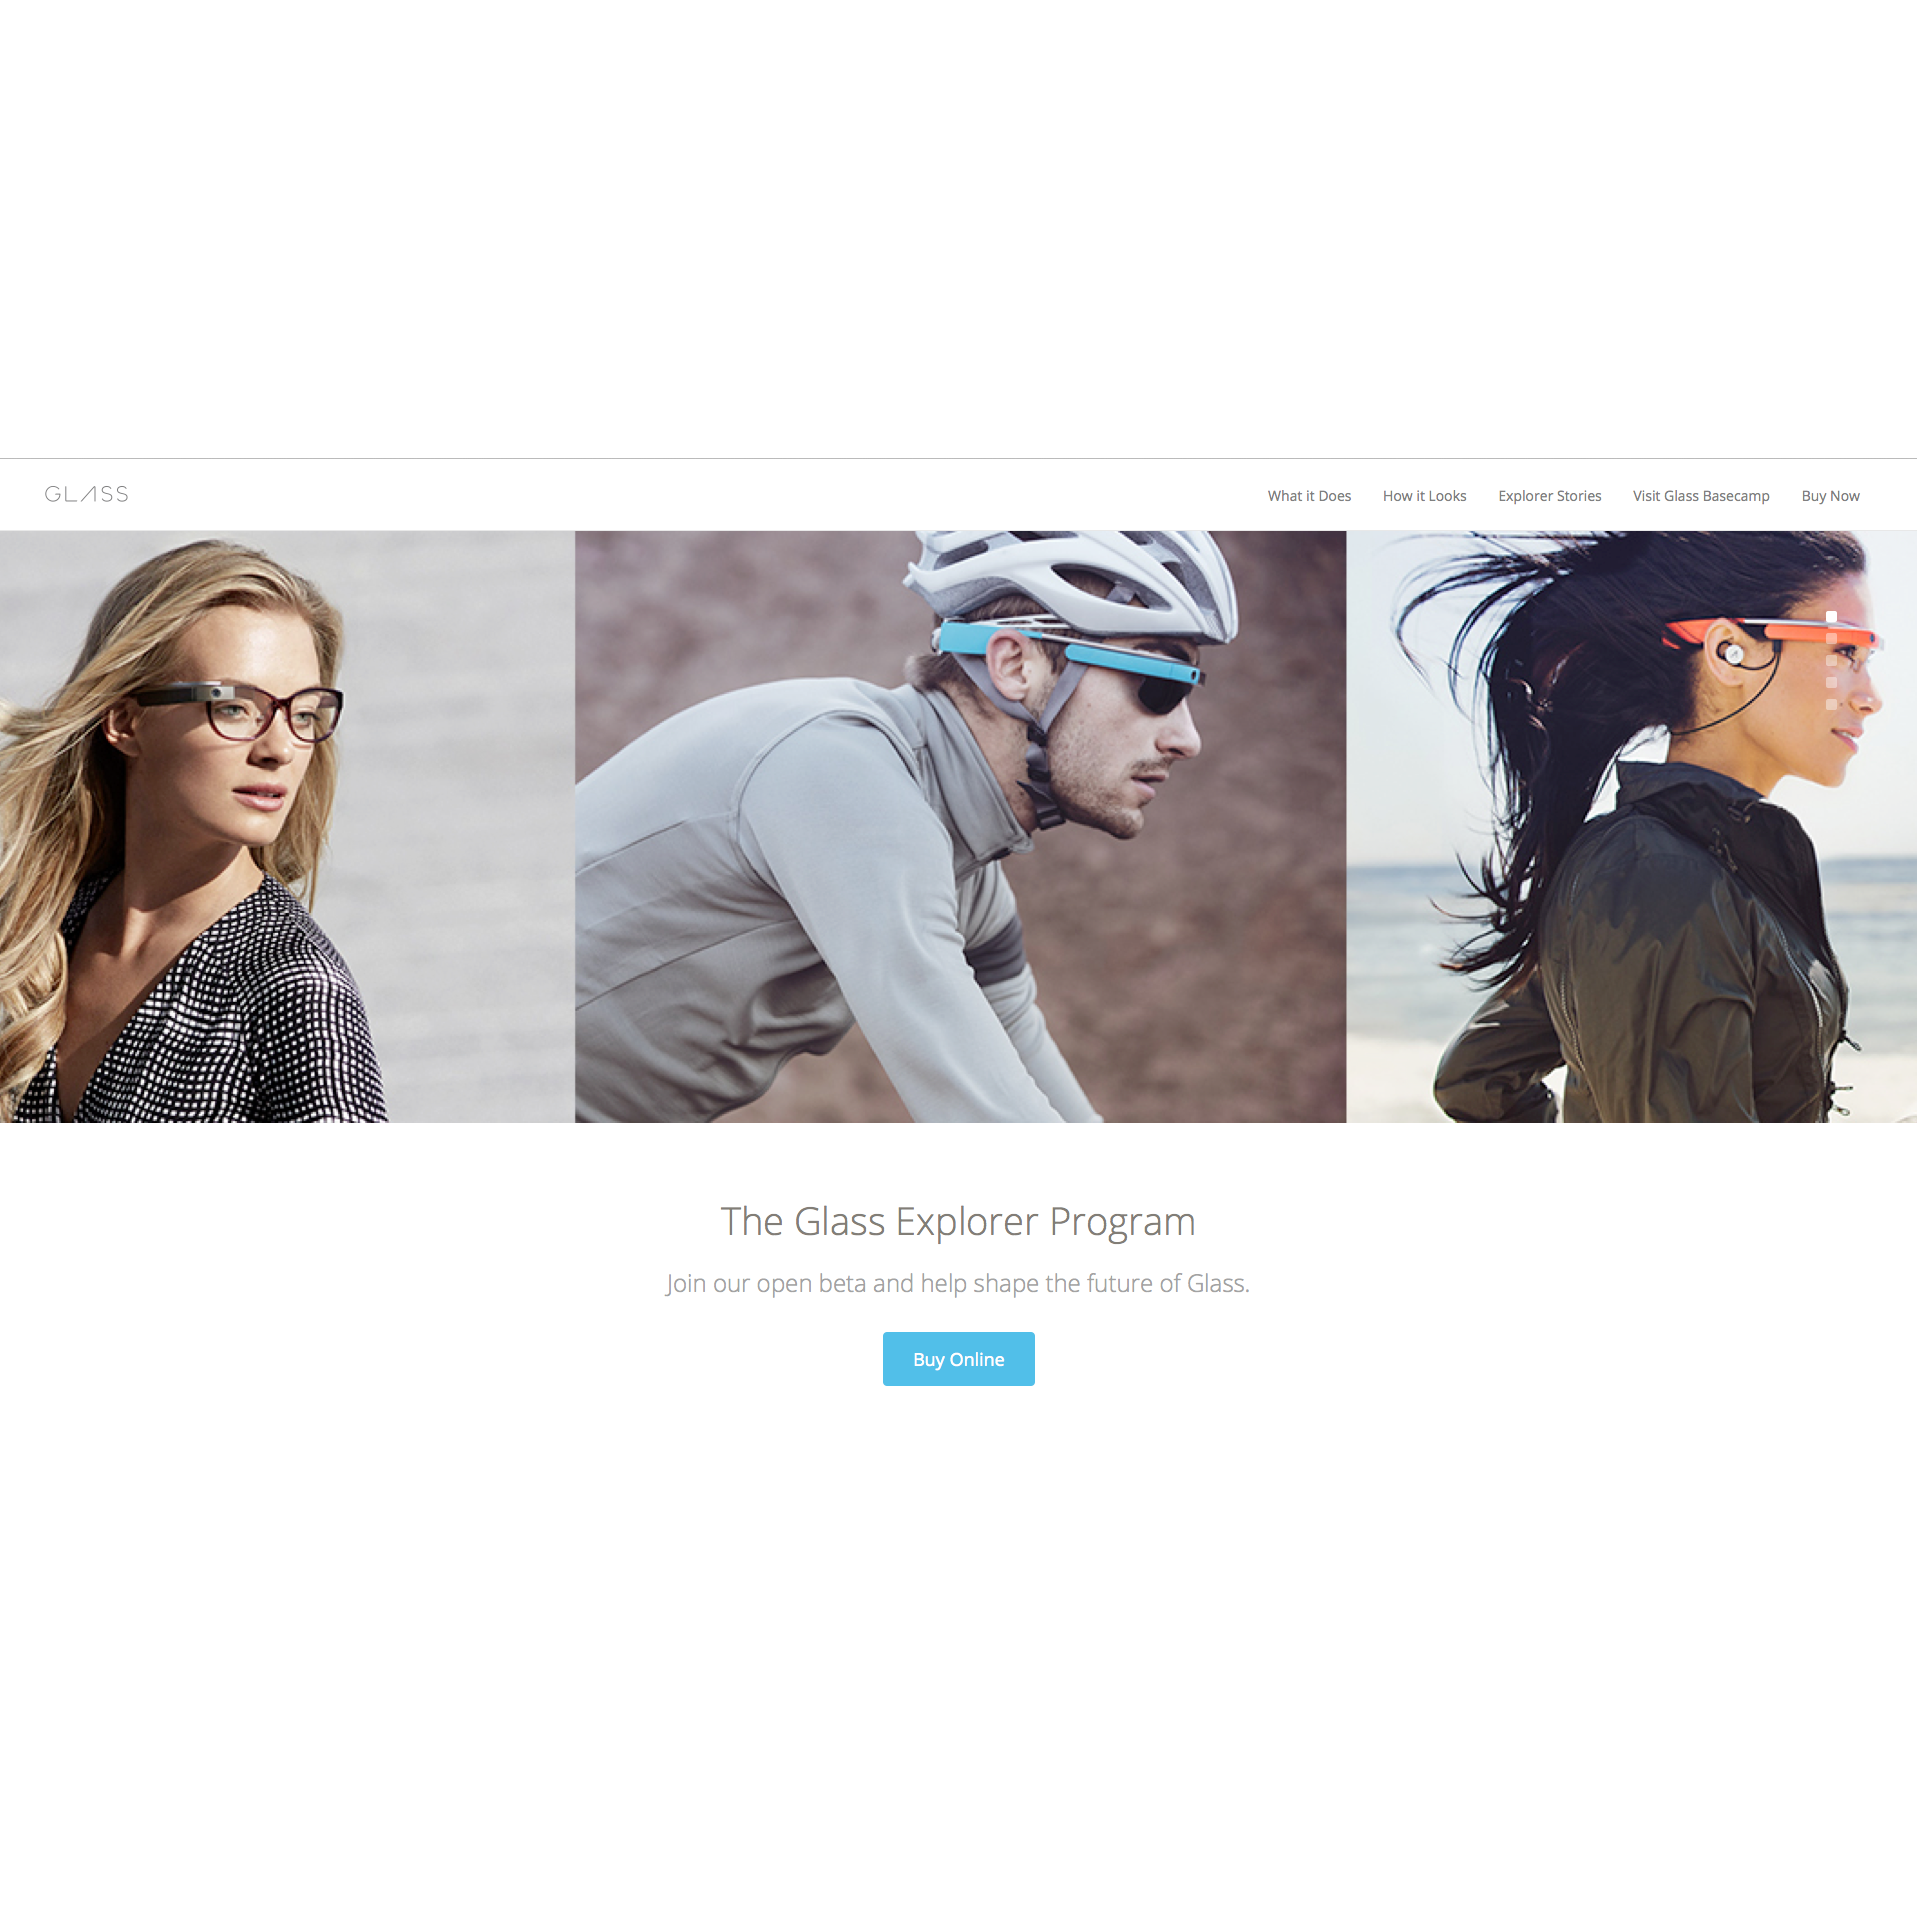 GLASS
What it Does How it Looks Explorer Stories Visit Glass Basecamp Buy Now
The Glass Explorer Program
Join our open beta and help shape the future of Glass.
Buy Online